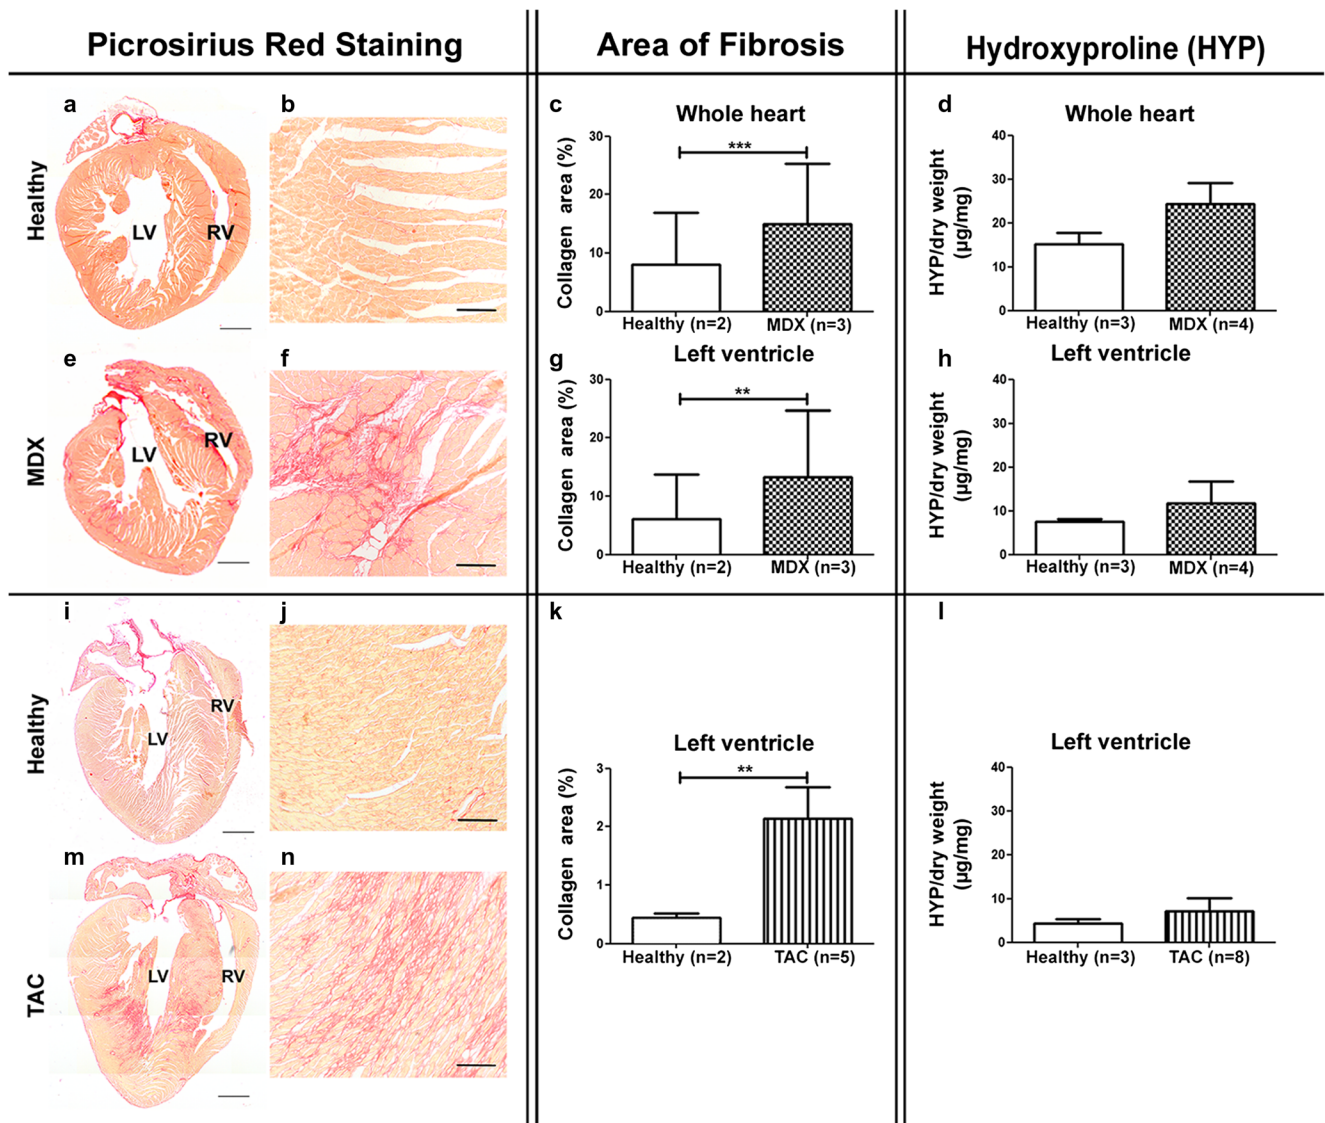 Picrosirius Red Staining
Area of Fibrosis
Hydroxyproline (HYP)
Healthy
a
LV
RV
b
c
Whole heart
Collagen area (%)
30
20
10
0
***
Healthy (n=2)
MDX (n=3)
d
Whole heart
HYP/dry weight
(µg/mg)
40
30
20
10
0
Healthy (n=3)
MDX (n=4)
MDX
e
LV
RV
f
g
Left ventricle
Collagen area (%)
30
20
10
0
**
Healthy (n=2)
MDX (n=3)
h
Left ventricle
HYP/dry weight
(µg/mg)
40
30
20
10
0
Healthy (n=3)
MDX (n=4)
Healthy
i
LV
RV
j
k
Left ventricle
Collagen area (%)
3
2
1
0
**
Healthy (n=2)
TAC (n=5)
l
Left ventricle
HYP/dry weight
(µg/mg)
40
30
20
10
0
Healthy (n=3)
TAC (n=8)
TAC
m
LV
RV
n